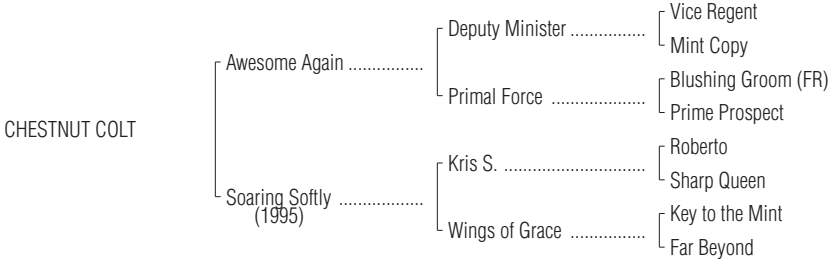 Vice Regent
Deputy Minister ................
Mint Copy
Awesome Again ................
Blushing Groom (FR)
Primal Force ....................
Prime Prospect
CHESTNUT COLT
Roberto
Kris S. ..............................
Sharp Queen
Soaring Softly ..................
(1995)
Key to the Mint
Wings of Grace ................
Far Beyond